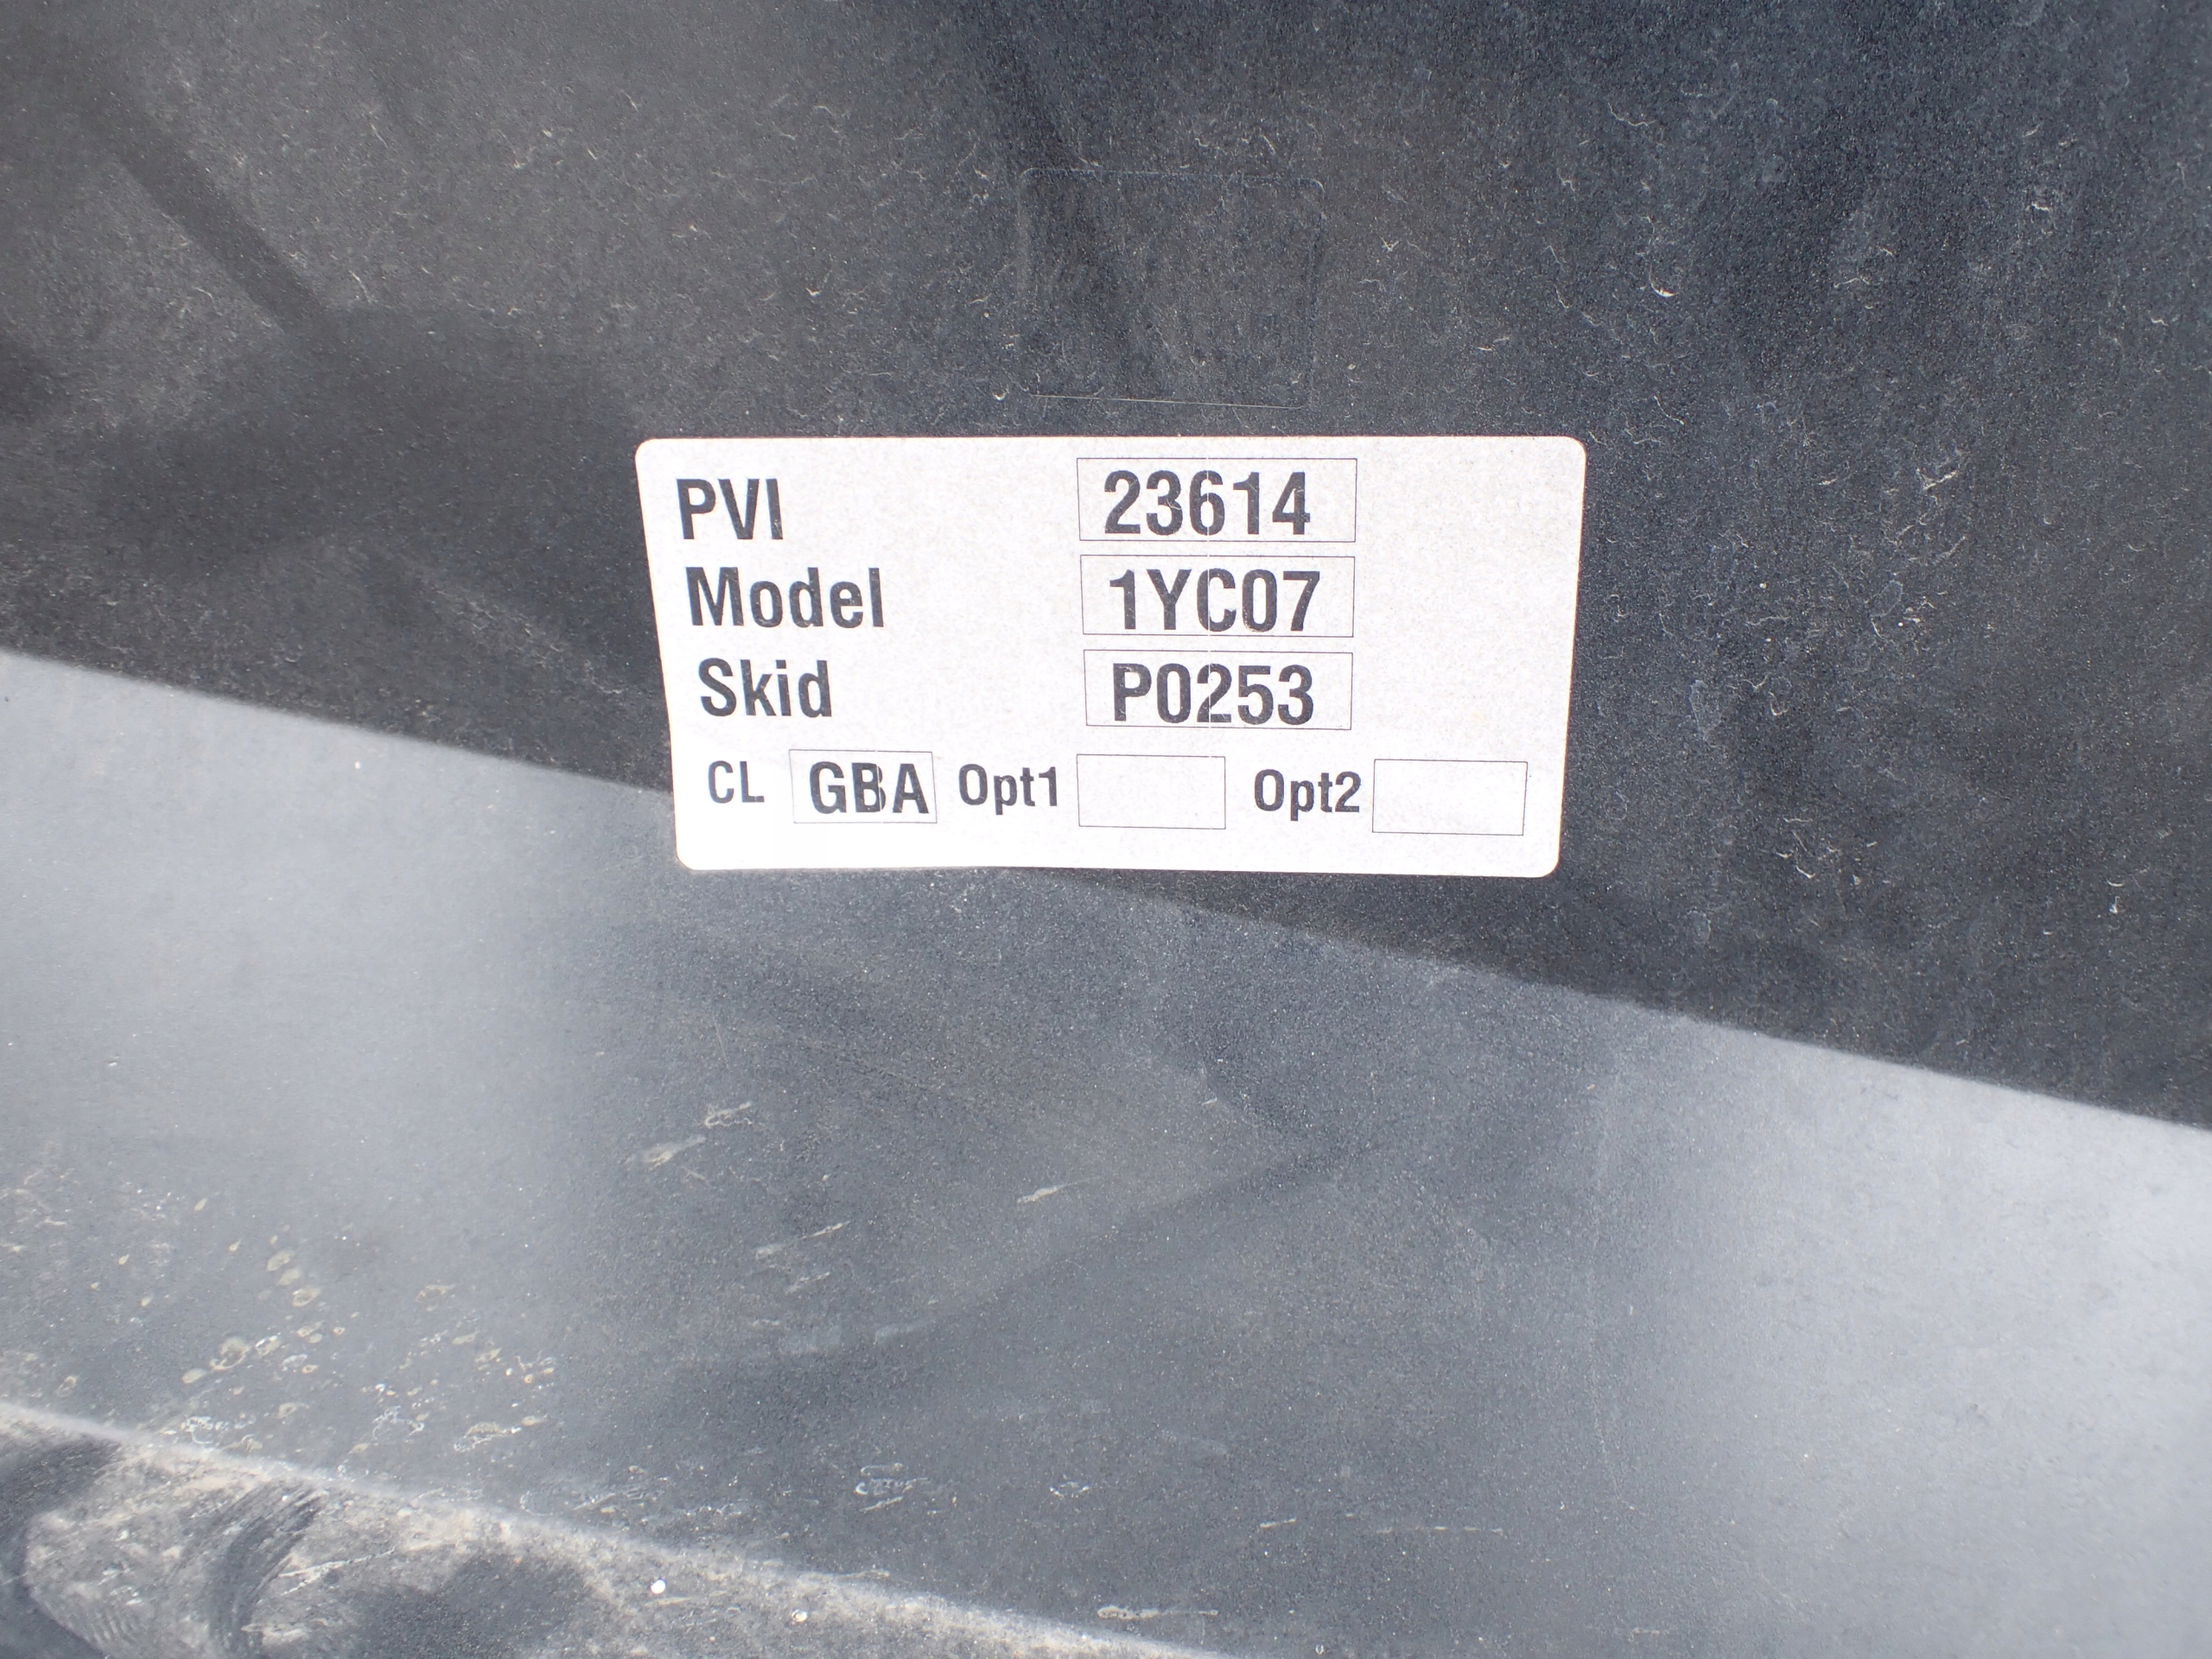 PVI 23614
Model 1YC07
Skid P0253
CL GBA Opt1 Opt2